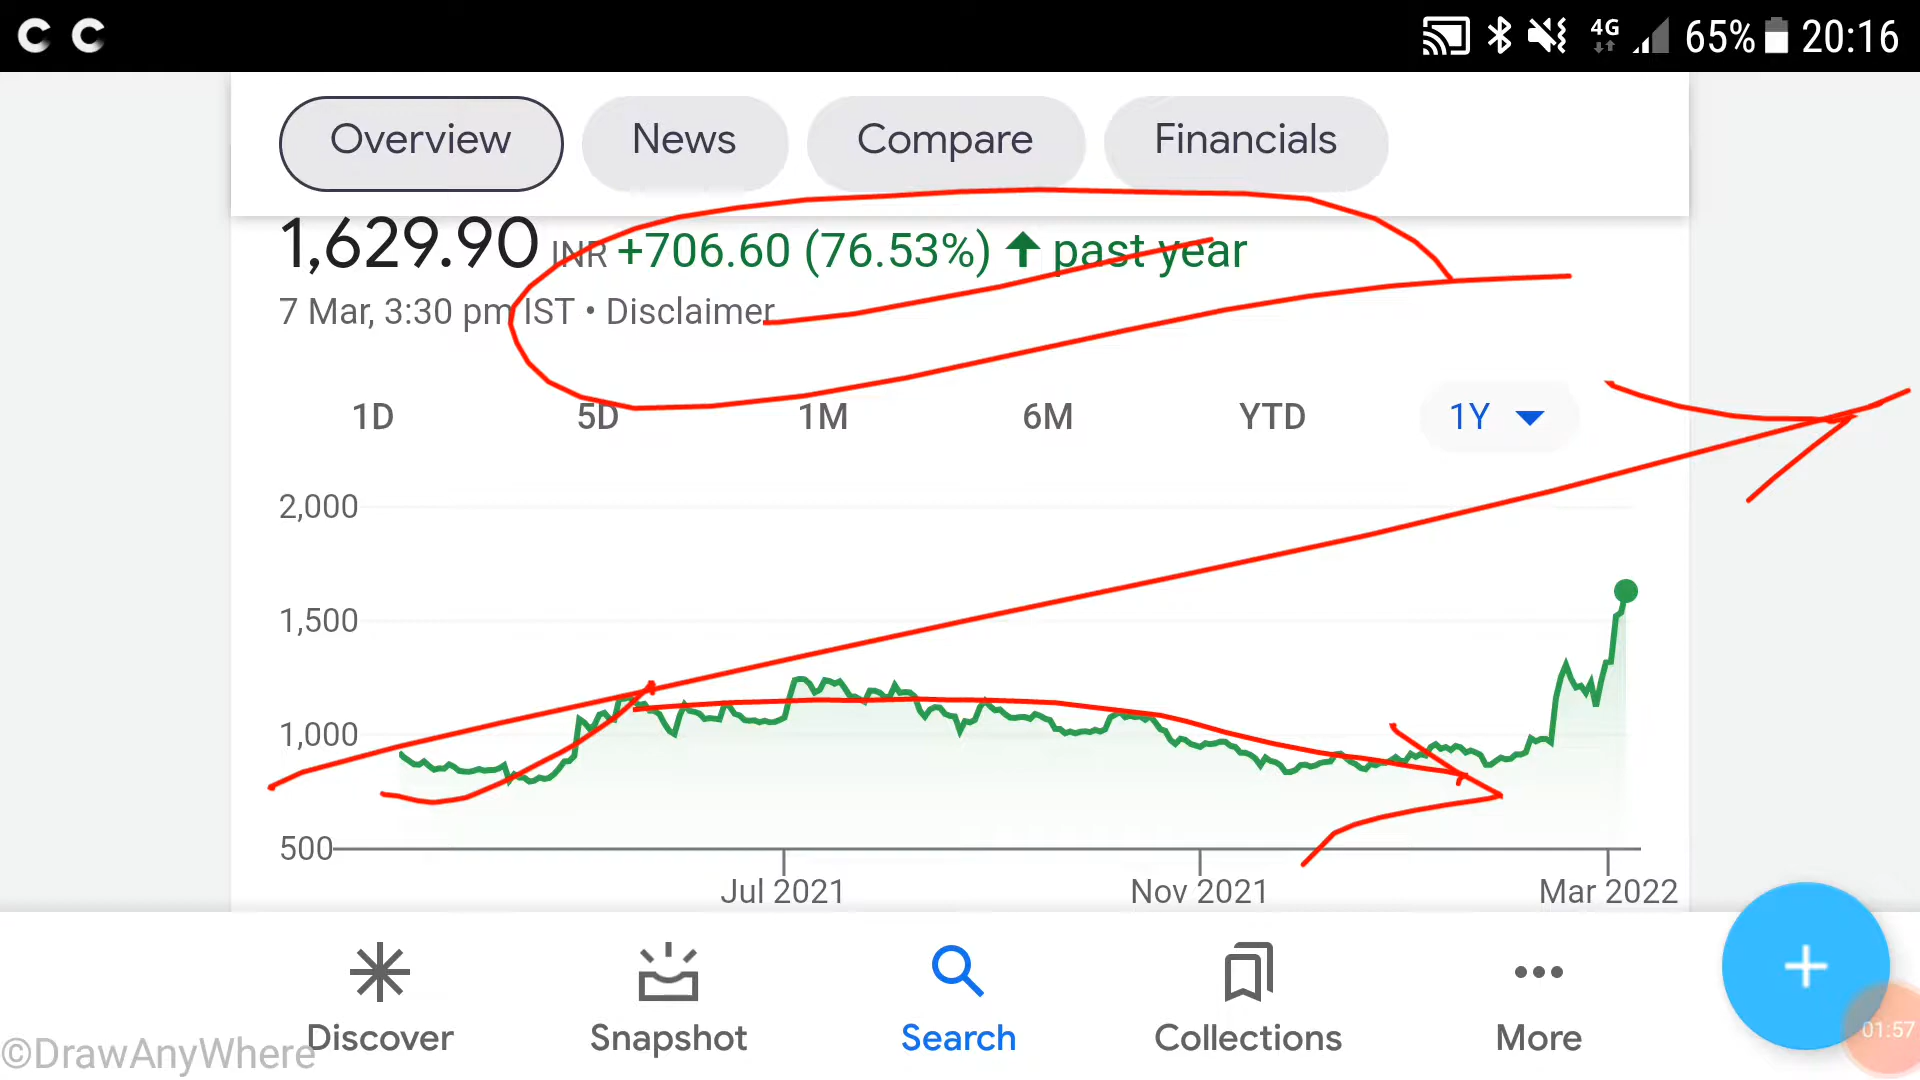 C C 4G 65% 20:16
Overview News Compare Financials
1,629.90 INR +706.60 (76.53%) past year
7 Mar, 3:30 pm IST • Disclaimer
1D 5D 1M 6M YTD 1Y
2,000
1,500
1,000
500
Jul 2021 Nov 2021 Mar 2022
Discover Snapshot Search Collections More
01:57
©DrawAnyWhere